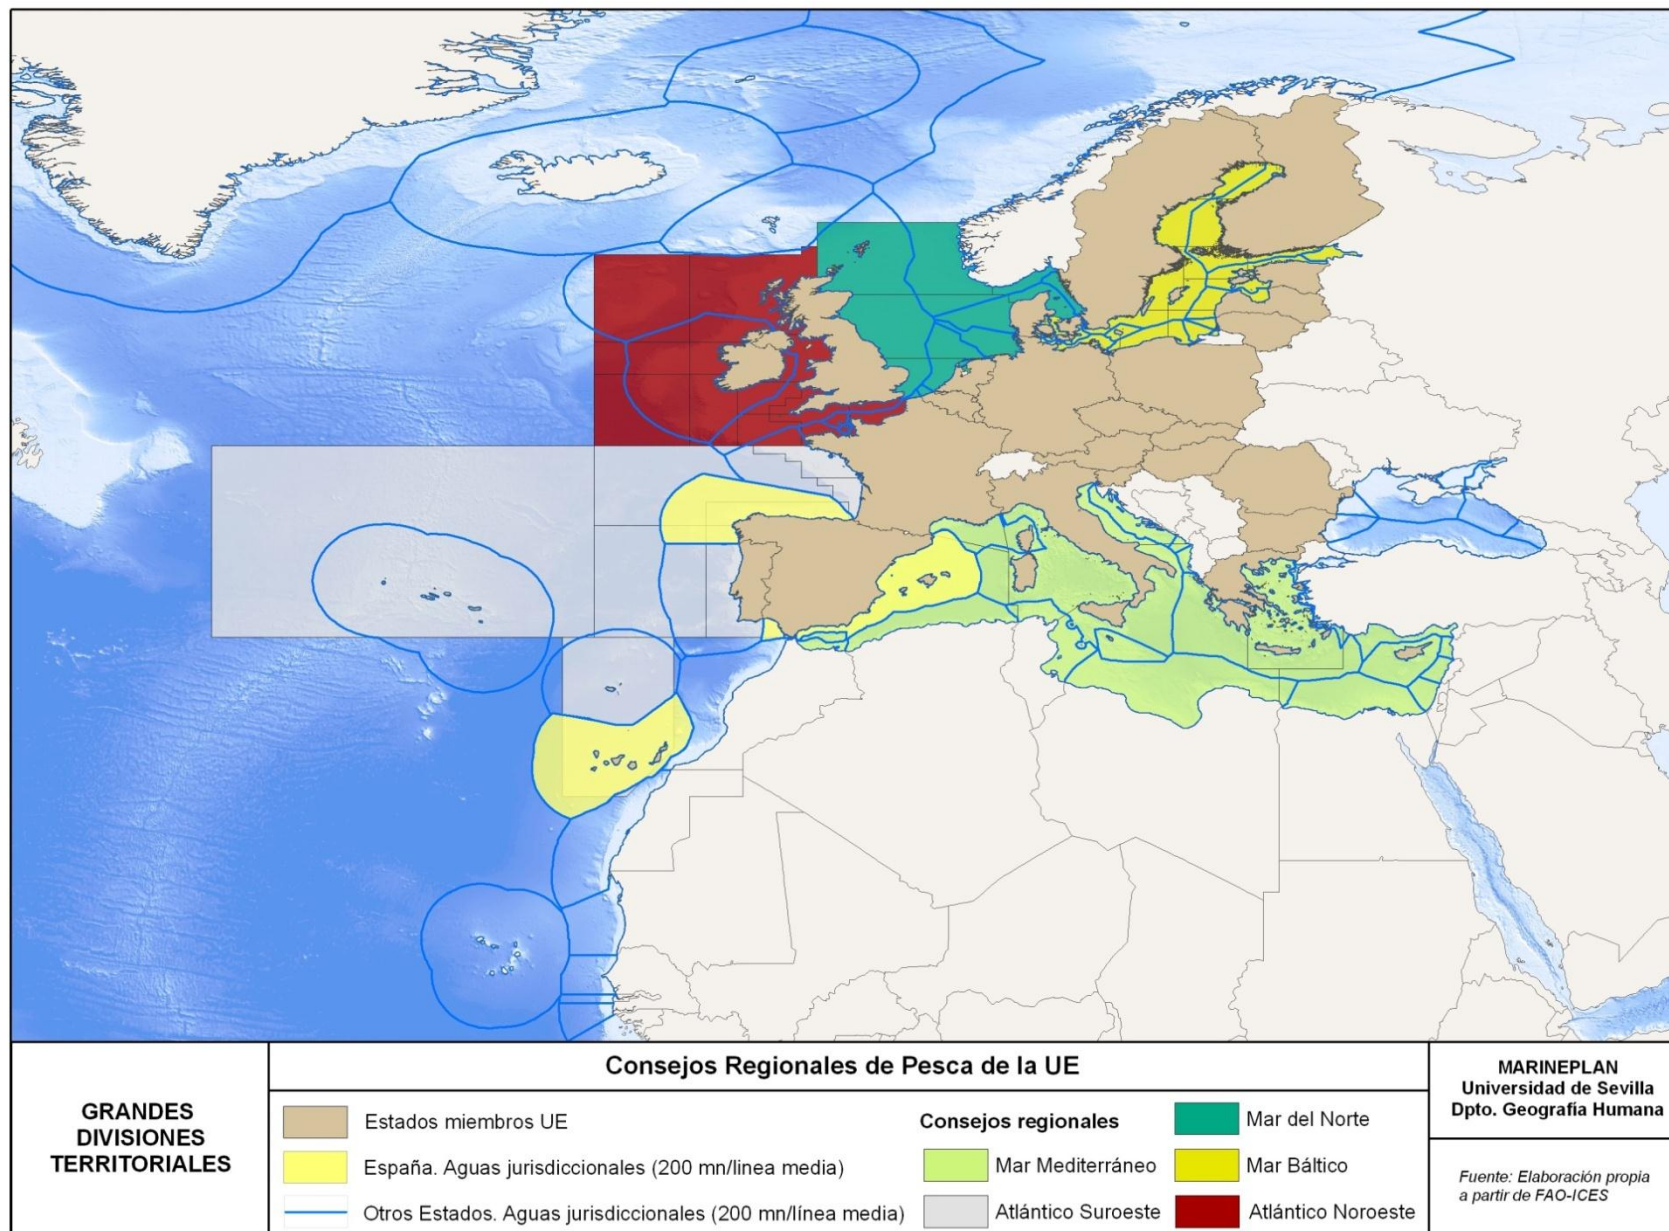 GRANDES
DIVISIONES
TERRITORIALES
Consejos Regionales de Pesca de la UE
Estados miembros UE
España. Aguas jurisdiccionales (200 mn/linea media)
Otros Estados. Aguas jurisdiccionales (200 mn/línea media)
Consejos regionales
Mar Mediterráneo
Atlántico Suroeste
Mar del Norte
Mar Báltico
Atlántico Noroeste
MARINEPLAN
Universidad de Sevilla
Dpto. Geografía Humana
Fuente: Elaboración propia
a partir de FAO-ICES